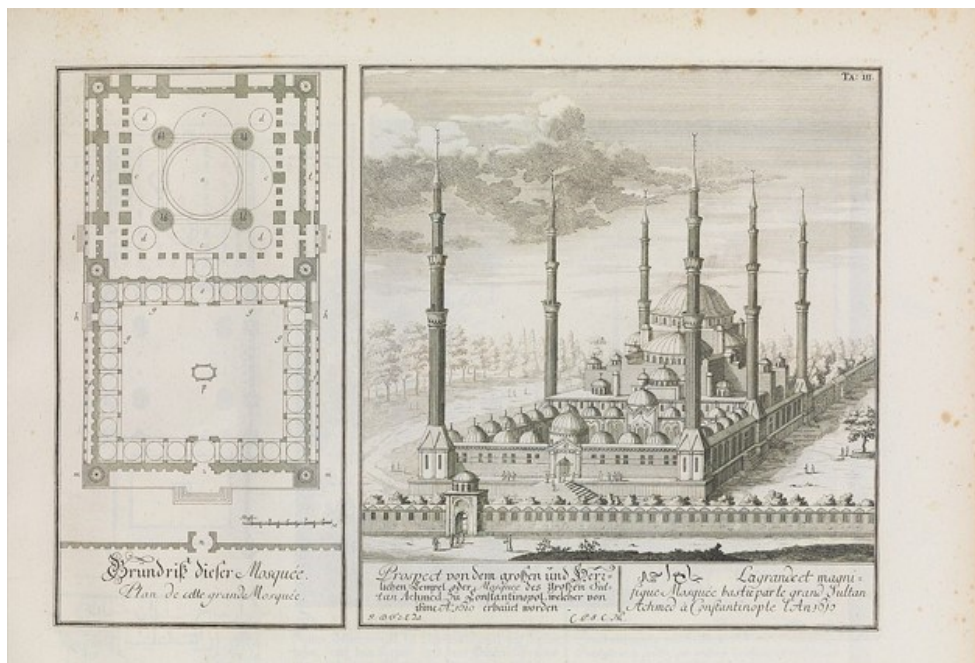 TA: III.
Grundriß dieser Mosquée.
Plan de cette grande Mosquée.
Prospect von dem großen und Herr-
lichen Tempel oder Mosquée des großen Sul-
tan Achmed zu Constantinopel, welcher von
ihme A. 1610 erbauet worden
La grande et magni-
fique Mosquée bastie par le grand Sultan
Achmed à Constantinople l'An 1610